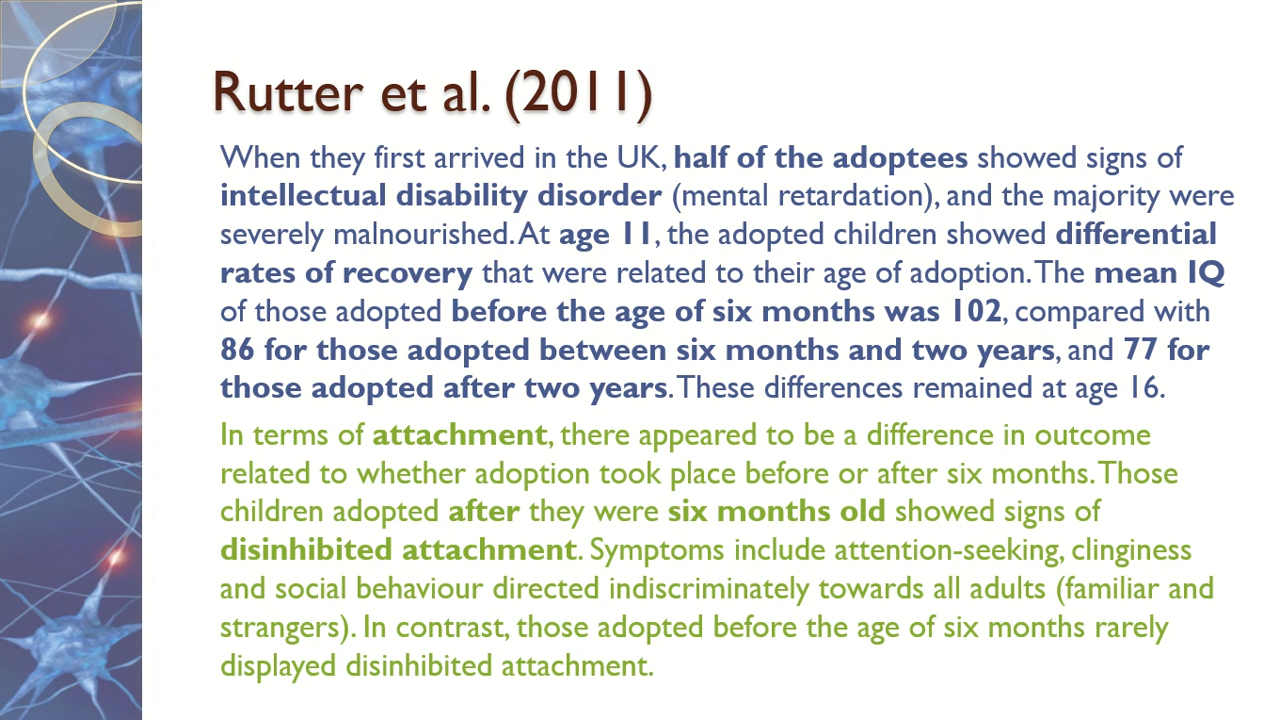 Rutter et al. (2011)
When they first arrived in the UK, half of the adoptees showed signs of
intellectual disability disorder (mental retardation), and the majority were
severely malnourished. At age 11, the adopted children showed differential
rates of recovery that were related to their age of adoption. The mean IQ
of those adopted before the age of six months was 102, compared with
86 for those adopted between six months and two years, and 77 for
those adopted after two years. These differences remained at age 16.
In terms of attachment, there appeared to be a difference in outcome
related to whether adoption took place before or after six months. Those
children adopted after they were six months old showed signs of
disinhibited attachment. Symptoms include attention-seeking, clinginess
and social behaviour directed indiscriminately towards all adults (familiar and
strangers). In contrast, those adopted before the age of six months rarely
displayed disinhibited attachment.